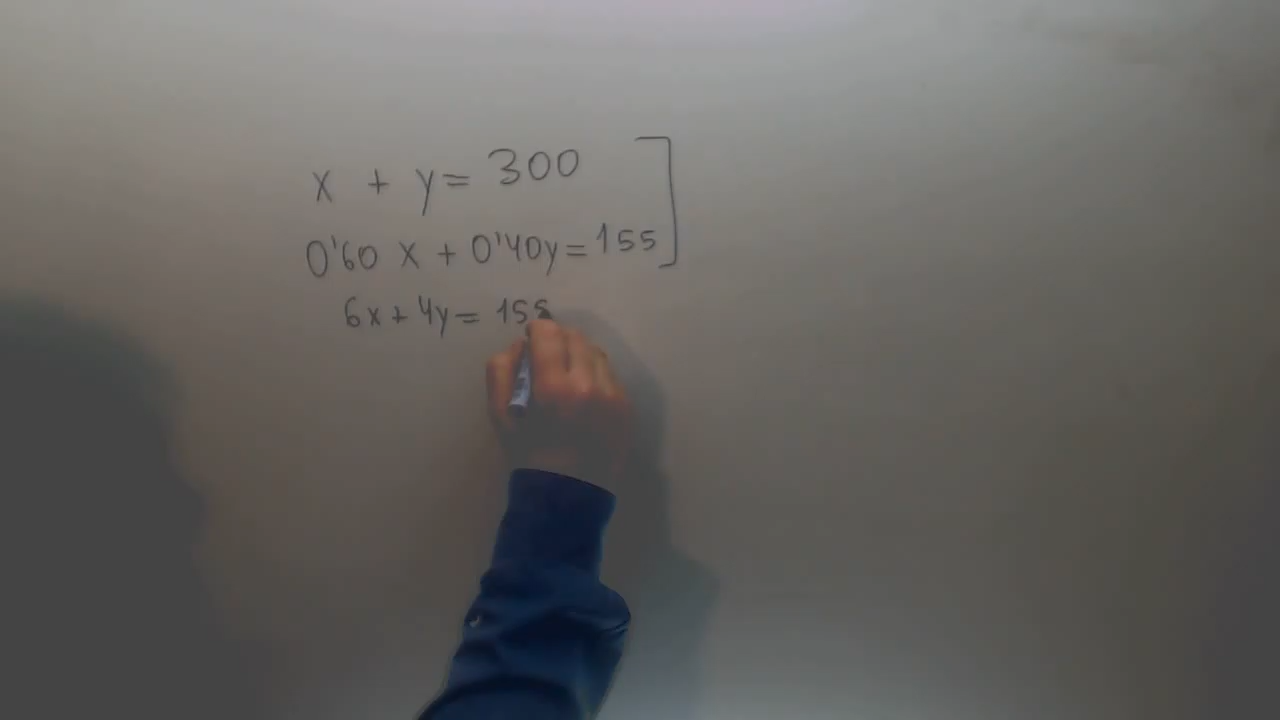 x + y = 300
0'60 x + 0'40y = 155
6x + 4y = 155